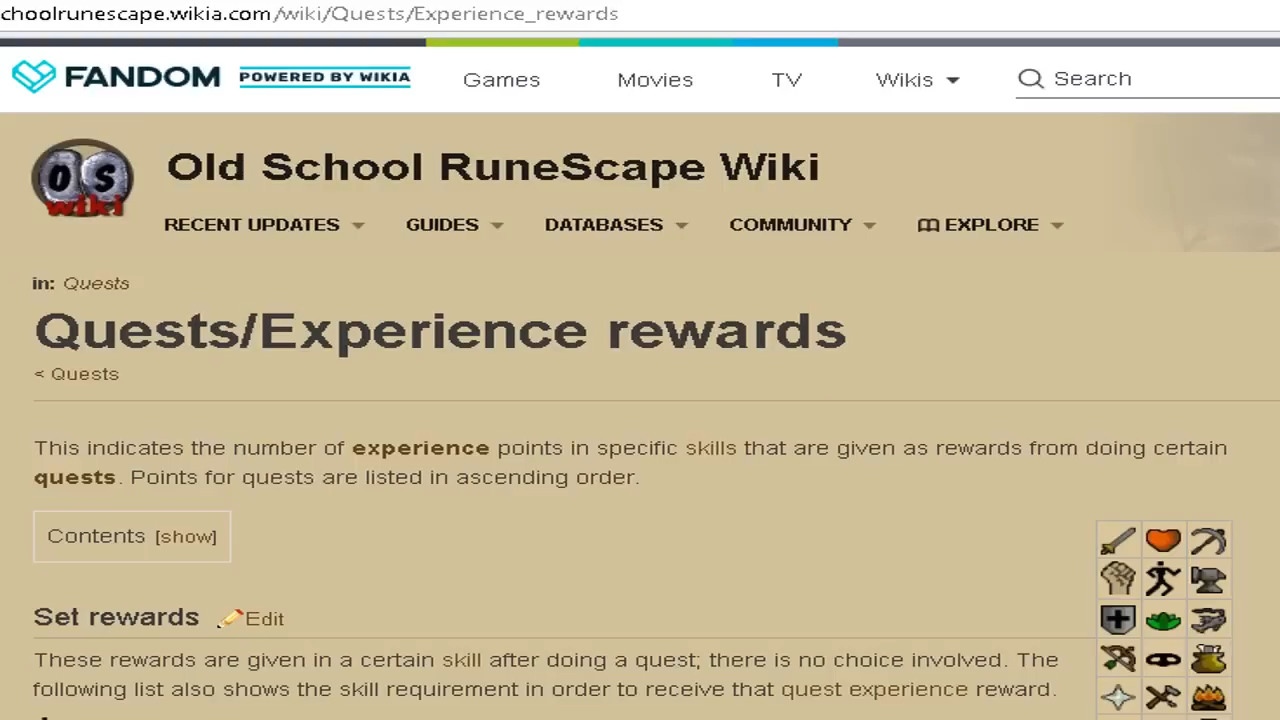 choolrunescape.wikia.com/wiki/Quests/Experience_rewards
FANDOM POWERED BY WIKIA Games Movies TV Wikis Search
OS wiki
Old School RuneScape Wiki
RECENT UPDATES GUIDES DATABASES COMMUNITY EXPLORE
in: Quests
Quests/Experience rewards
< Quests
This indicates the number of experience points in specific skills that are given as rewards from doing certain
quests. Points for quests are listed in ascending order.
Contents [show]
Set rewards Edit
These rewards are given in a certain skill after doing a quest; there is no choice involved. The
following list also shows the skill requirement in order to receive that quest experience reward.